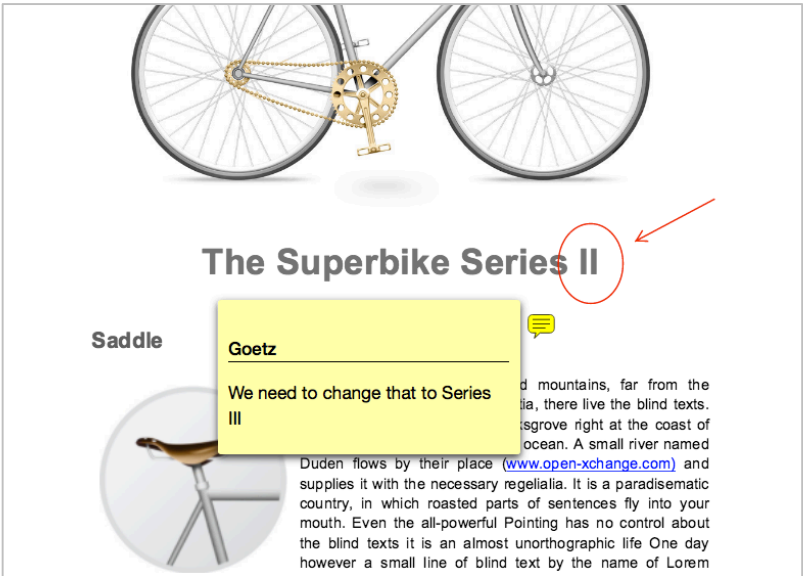 The Superbike Series II
Saddle
Goetz
We need to change that to Series
III
mountains, far from the
there live the blind texts.
right at the coast of
ocean. A small river named
Duden flows by their place (www.open-xchange.com) and
supplies it with the necessary regelialia. It is a paradisematic
country, in which roasted parts of sentences fly into your
mouth. Even the all-powerful Pointing has no control about
the blind texts it is an almost unorthographic life One day
however a small line of blind text by the name of Lorem